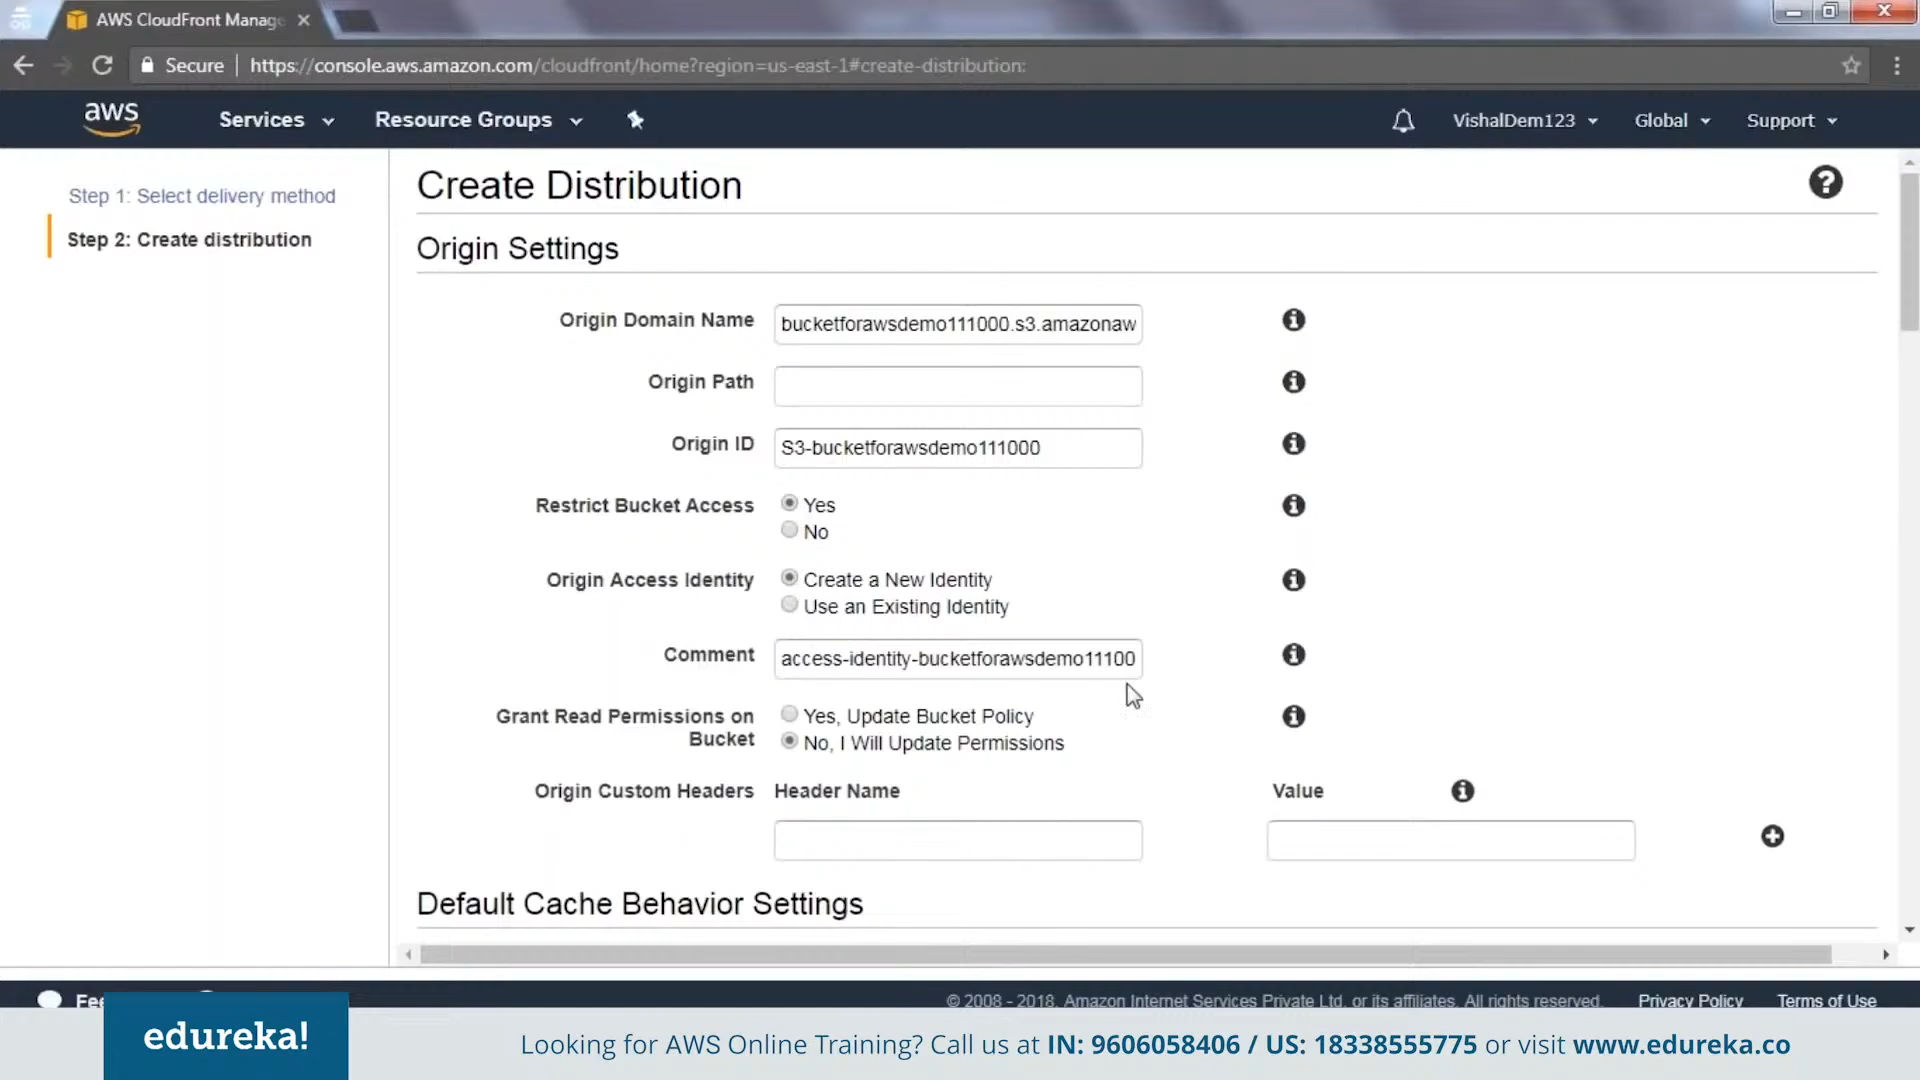 AWS CloudFront Manage
Secure
https://console.aws.amazon.com/cloudfront/home?region=us-east-1#create-distribution:
aws
Services
Resource Groups
VishalDem123
Global
Support
Step 1: Select delivery method
Step 2: Create distribution
Create Distribution
Origin Settings
Origin Domain Name
bucketforawsdemo111000.s3.amazonaw
Origin Path
Origin ID
S3-bucketforawsdemo111000
Restrict Bucket Access
Yes
No
Origin Access Identity
Create a New Identity
Use an Existing Identity
Comment
access-identity-bucketforawsdemo11100
Grant Read Permissions on
Bucket
Yes, Update Bucket Policy
No, I Will Update Permissions
Origin Custom Headers
Header Name
Value
Default Cache Behavior Settings
© 2008 - 2018, Amazon Internet Services Private Ltd. or its affiliates. All rights reserved.
Privacy Policy
Terms of Use
edureka!
Looking for AWS Online Training? Call us at IN: 9606058406 / US: 18338555775 or visit www.edureka.co